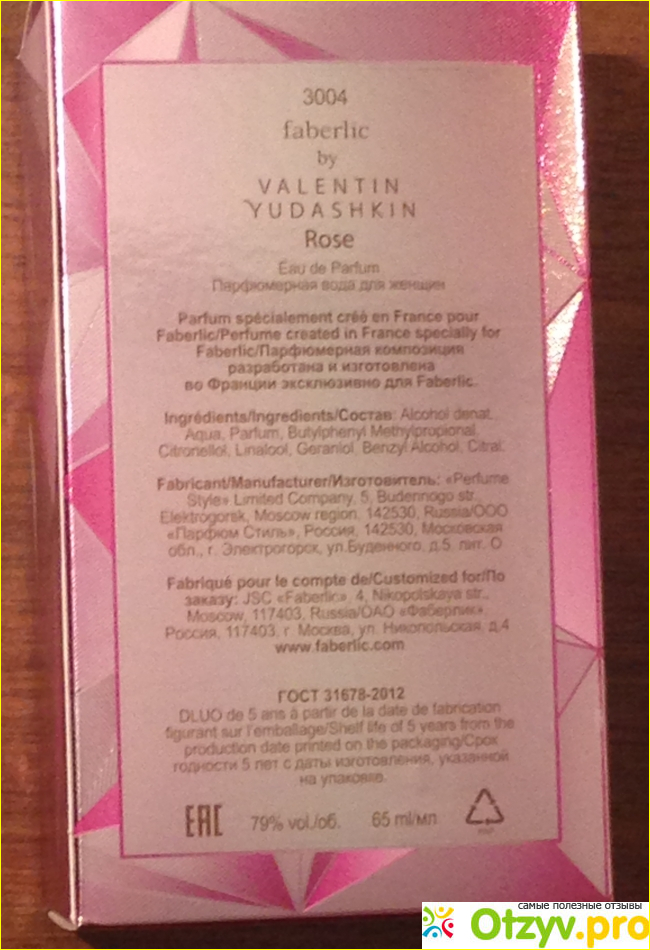 3004
faberlic
by
VALENTIN
YUDASHKIN
Rose
Eau de Parfum
Парфюмерная вода для женщин
Parfum spécialement créé en France pour
Faberlic/Perfume created in France specially for
Faberlic/Парфюмерная композиция
разработана и изготовлена
во Франции эксклюзивно для Faberlic.
Ingrédients/Ingredients/Состав: Alcohol denat,
Aqua, Parfum, Butylphenyl Methylpropional,
Citronellol, Linalool, Geraniol, Benzyl Alcohol, Citral.
Fabricant/Manufacturer/Изготовитель: «Perfume
Style» Limited Company, 5, Budennogo str.,
Elektrogorsk, Moscow region, 142530, Russia/ООО
«Парфюм Стиль», Россия, 142530, Московская
обл., г. Электрогорск, ул.Буденного, д.5, лит. О
Fabriqué pour le compte de/Customized for/По
заказу: JSC «Faberlic», 4, Nikopolskaya str.,
Moscow, 117403, Russia/ОАО «Фаберлик»,
Россия, 117403, г. Москва, ул. Никопольская, д.4
www.faberlic.com
ГОСТ 31678-2012
DLUO de 5 ans à partir de la date de fabrication
figurant sur l'emballage/Shelf life of 5 years from the
production date printed on the packaging/Срок
годности 5 лет с даты изготовления, указанной
на упаковке.
EAC 79% vol./об. 65 ml/мл
самые полезные отзывы
Otzyv.pro